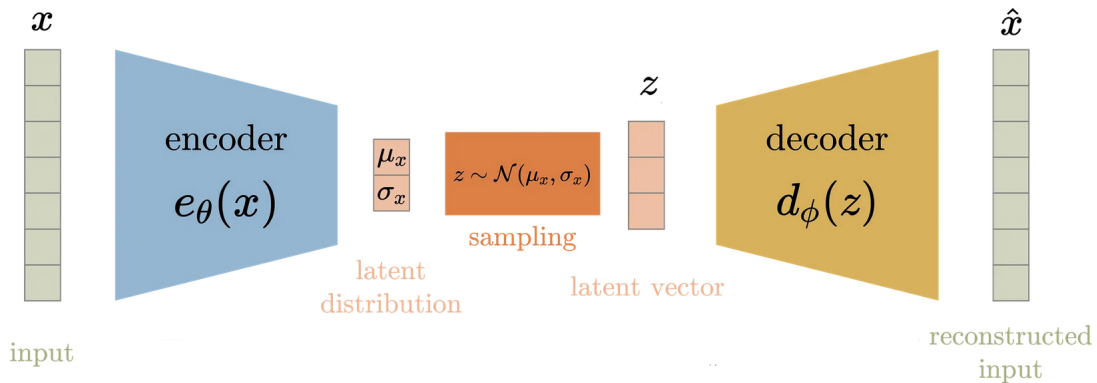 x
x̂
z
encoder
e_θ(x)
μ_x
σ_x
z ∼ 𝒩(μ_x, σ_x)
decoder
d_ϕ(z)
sampling
latent
distribution
latent vector
input
reconstructed
input